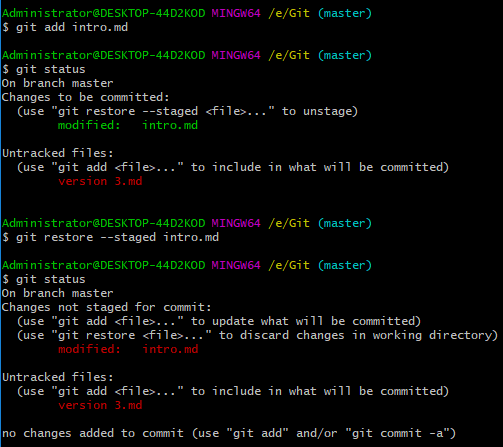 Administrator@DESKTOP-44D2KOD MINGW64 /e/Git (master)
$ git add intro.md
Administrator@DESKTOP-44D2KOD MINGW64 /e/Git (master)
$ git status
On branch master
Changes to be committed:
  (use "git restore --staged <file>..." to unstage)
        modified:   intro.md
Untracked files:
  (use "git add <file>..." to include in what will be committed)
        version 3.md
Administrator@DESKTOP-44D2KOD MINGW64 /e/Git (master)
$ git restore --staged intro.md
Administrator@DESKTOP-44D2KOD MINGW64 /e/Git (master)
$ git status
On branch master
Changes not staged for commit:
  (use "git add <file>..." to update what will be committed)
  (use "git restore <file>..." to discard changes in working directory)
        modified:   intro.md
Untracked files:
  (use "git add <file>..." to include in what will be committed)
        version 3.md
no changes added to commit (use "git add" and/or "git commit -a")